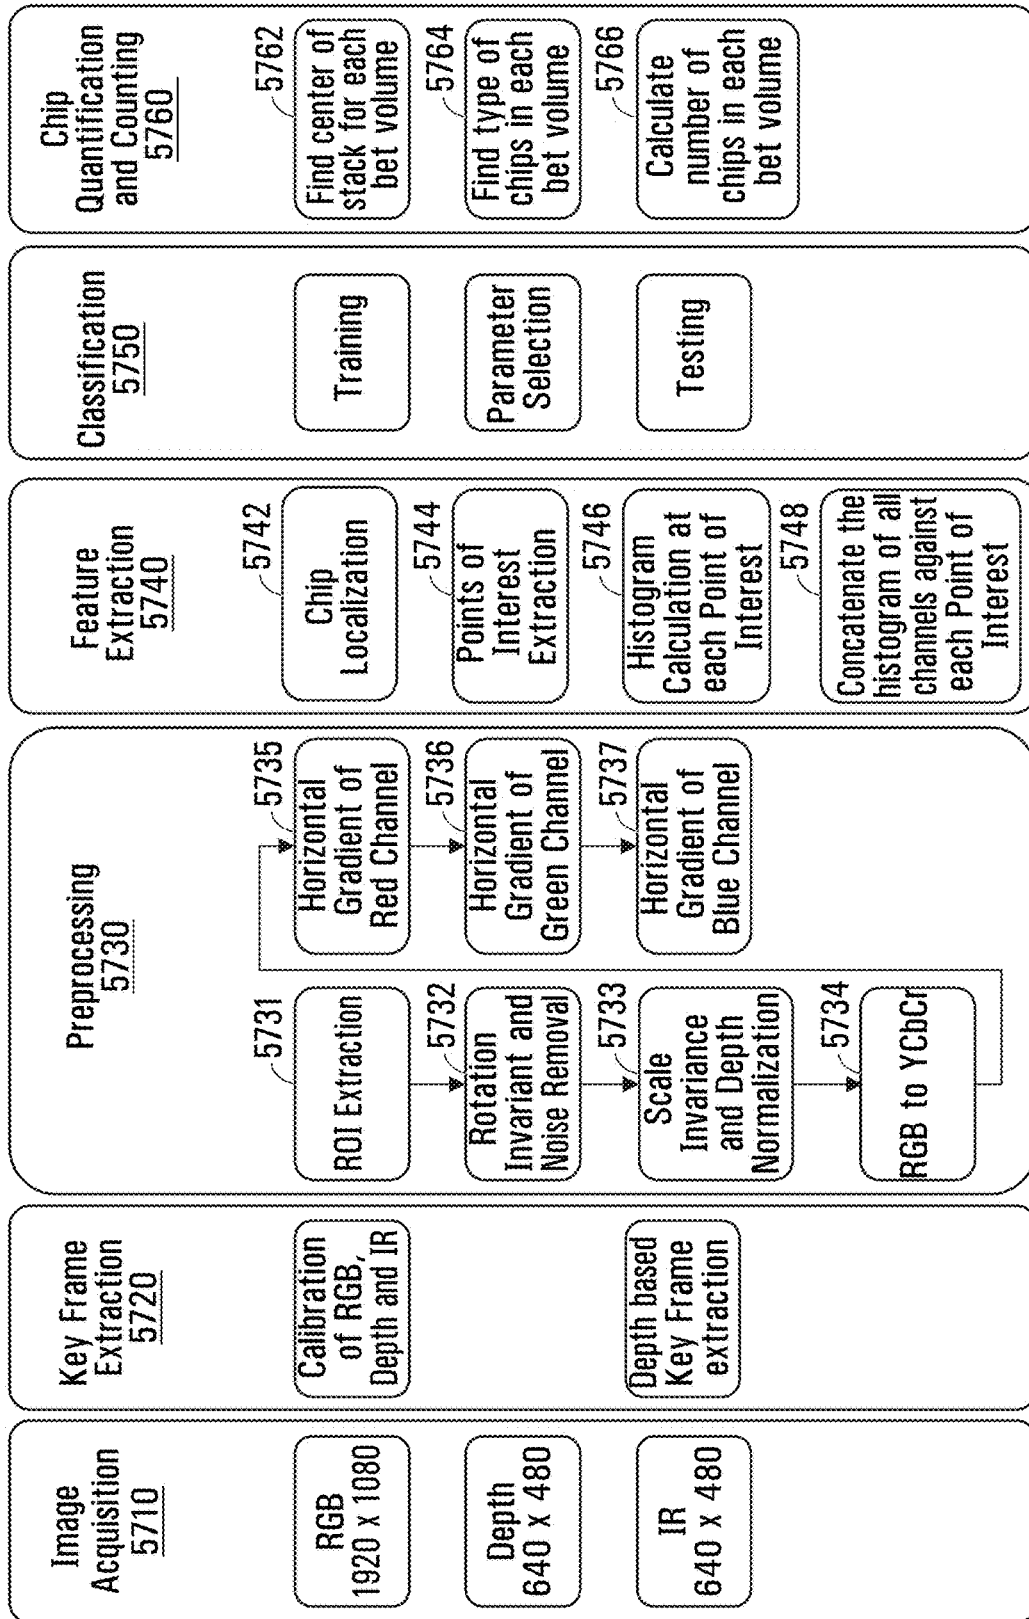 Image
Acquisition
5710
RGB
1920 x 1080
Depth
640 x 480
IR
640 x 480
Key Frame
Extraction
5720
Calibration
of RGB,
Depth and IR
Depth based
Key Frame
extraction
Preprocessing
5730
5731
ROI Extraction
5732
Rotation
Invariant and
Noise Removal
5733
Scale
Invariance
and Depth
Normalization
5734
RGB to YCbCr
5735
Horizontal
Gradient of
Red Channel
5736
Horizontal
Gradient of
Green Channel
5737
Horizontal
Gradient of
Blue Channel
Feature
Extraction
5740
5742
Chip
Localization
5744
Points of
Interest
Extraction
5746
Histogram
Calculation at
each Point of
Interest
5748
Concatenate the
histogram of all
channels against
each Point of
Interest
Classification
5750
Training
Parameter
Selection
Testing
Chip
Quantification
and Counting
5760
5762
Find center of
stack for each
bet volume
5764
Find type of
chips in each
bet volume
5766
Calculate
number of
chips in each
bet volume